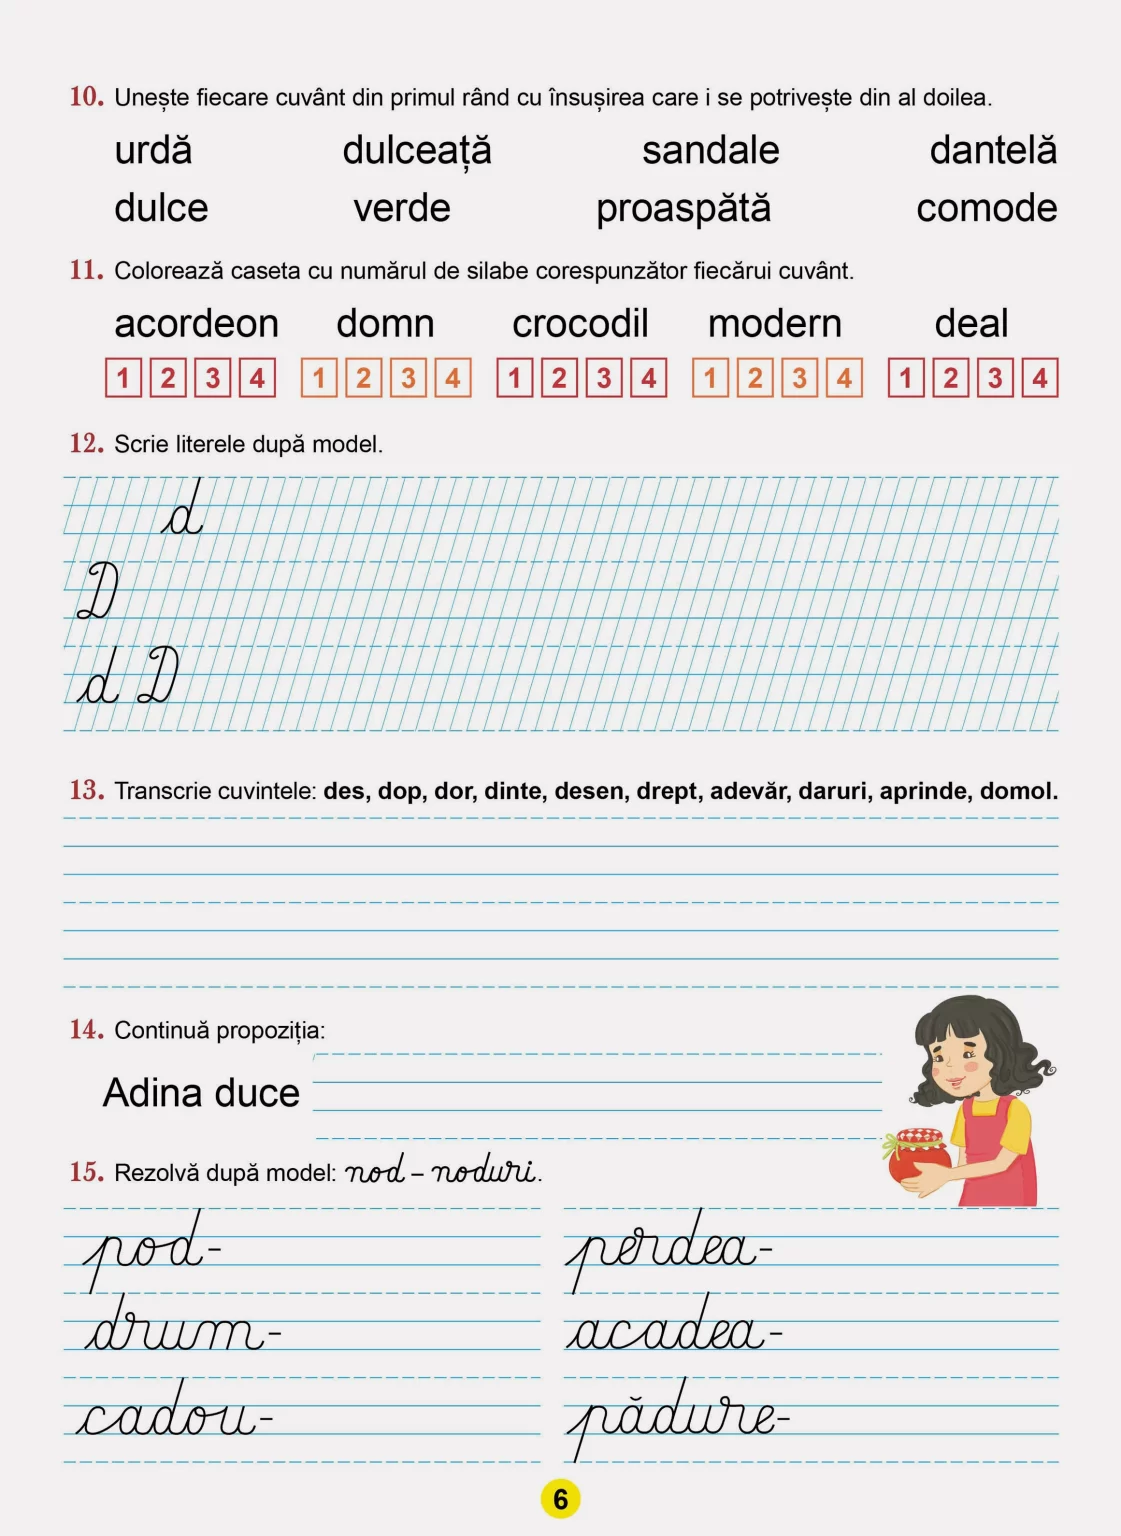 10. Unește fiecare cuvânt din primul rând cu însușirea care i se potrivește din al doilea.
urdă dulceață sandale dantelă
dulce verde proaspătă comode
11. Colorează caseta cu numărul de silabe corespunzător fiecărui cuvânt.
acordeon domn crocodil modern deal
1 2 3 4 1 2 3 4 1 2 3 4 1 2 3 4 1 2 3 4
12. Scrie literele după model.
d
D
d D
13. Transcrie cuvintele: des, dop, dor, dinte, desen, drept, adevăr, daruri, aprinde, domol.
14. Continuă propoziția:
Adina duce
15. Rezolvă după model: nod – noduri.
pod- perdea-
drum- acadea-
cadou- pădure-
6